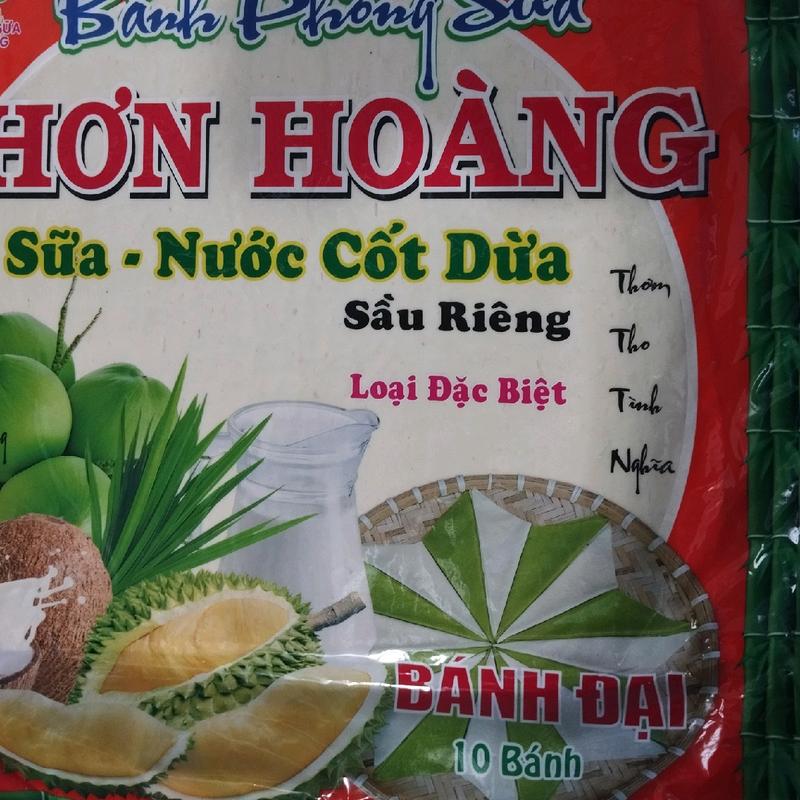 Bánh Phồng Sữa
HƠN HOÀNG
Sữa - Nước Cốt Dừa
Sầu Riêng
Loại Đặc Biệt
Thơm
Tho
Tình
Nghĩa
BÁNH ĐẠI
10 Bánh